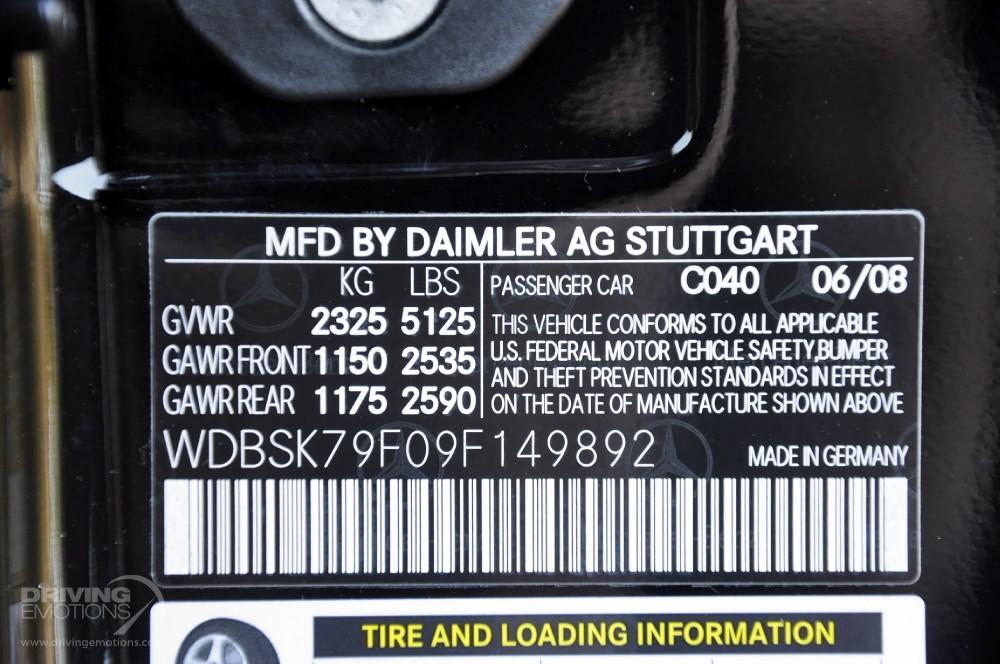 MFD BY DAIMLER AG STUTTGART
KG LBS
GVWR 2325 5125
GAWR FRONT 1150 2535
GAWR REAR 1175 2590
PASSENGER CAR C040 06/08
THIS VEHICLE CONFORMS TO ALL APPLICABLE
U.S. FEDERAL MOTOR VEHICLE SAFETY, BUMPER
AND THEFT PREVENTION STANDARDS IN EFFECT
ON THE DATE OF MANUFACTURE SHOWN ABOVE
WDBSK79F09F149892
MADE IN GERMANY
DRIVING
EMOTIONS
www.drivingemotions.c
TIRE AND LOADING INFORMATION